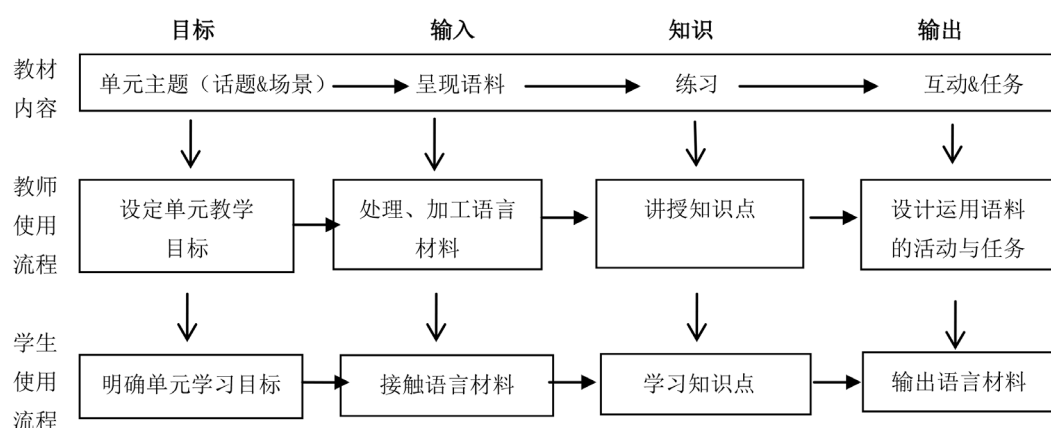 目标 输入 知识 输出
教材
内容
单元主题（话题&场景） 呈现语料 练习 互动&任务
教师
使用
流程
设定单元教学
目标
处理、加工语言
材料
讲授知识点
设计运用语料
的活动与任务
学生
使用
流程
明确单元学习目标
接触语言材料
学习知识点
输出语言材料